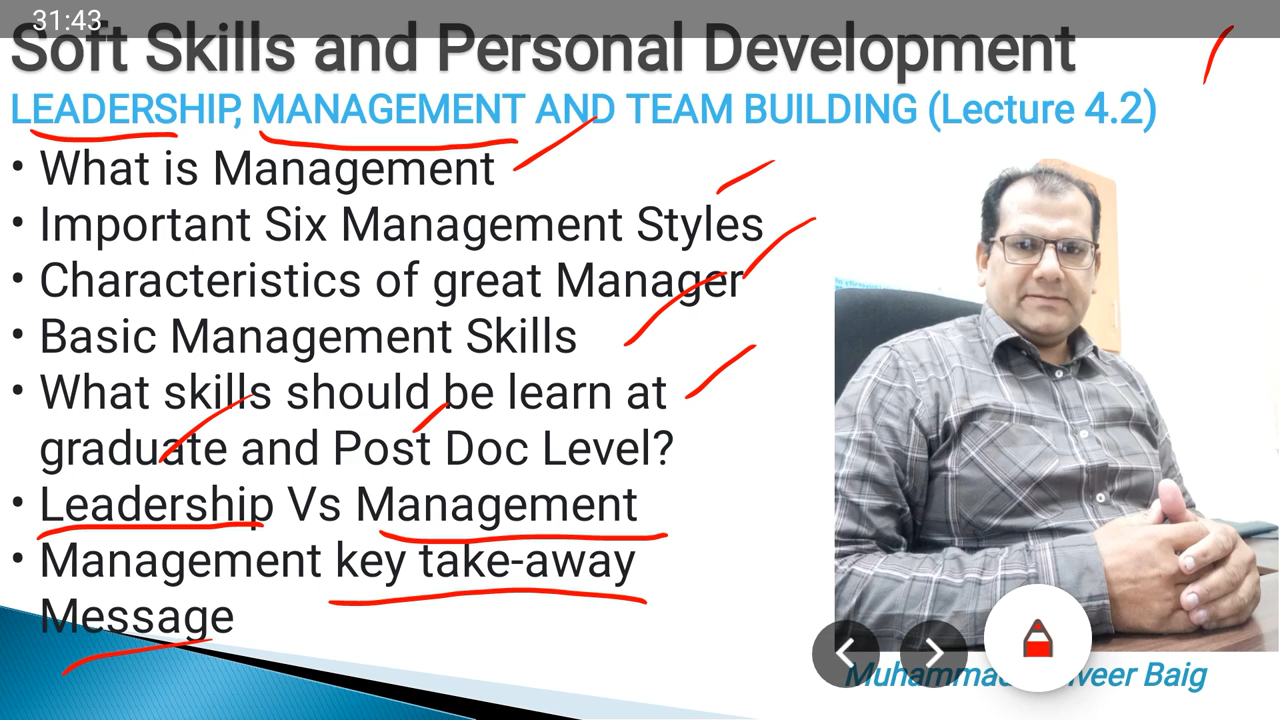 31:43
Soft Skills and Personal Development
LEADERSHIP, MANAGEMENT AND TEAM BUILDING (Lecture 4.2)
• What is Management
• Important Six Management Styles
• Characteristics of great Manager
• Basic Management Skills
• What skills should be learn at
graduate and Post Doc Level?
• Leadership Vs Management
• Management key take-away
Message
Baig